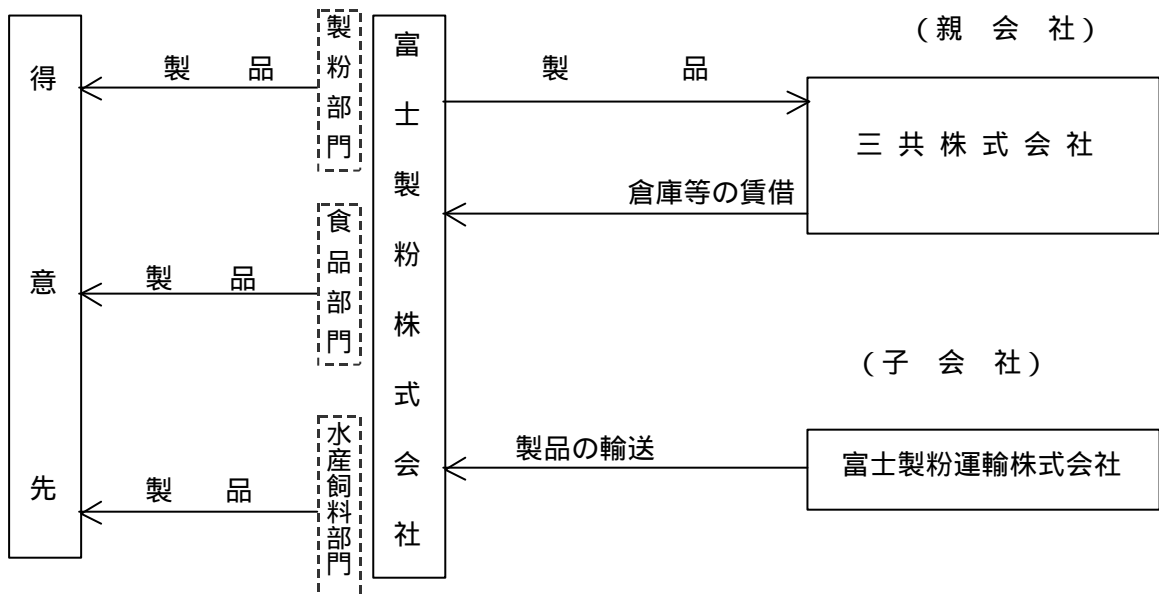 得意先
製品
製粉部門
製品
食品部門
製品
水産飼料部門
富士製粉株式会社
製品
倉庫等の賃借
製品の輸送
（親会社）
三共株式会社
（子会社）
富士製粉運輸株式会社